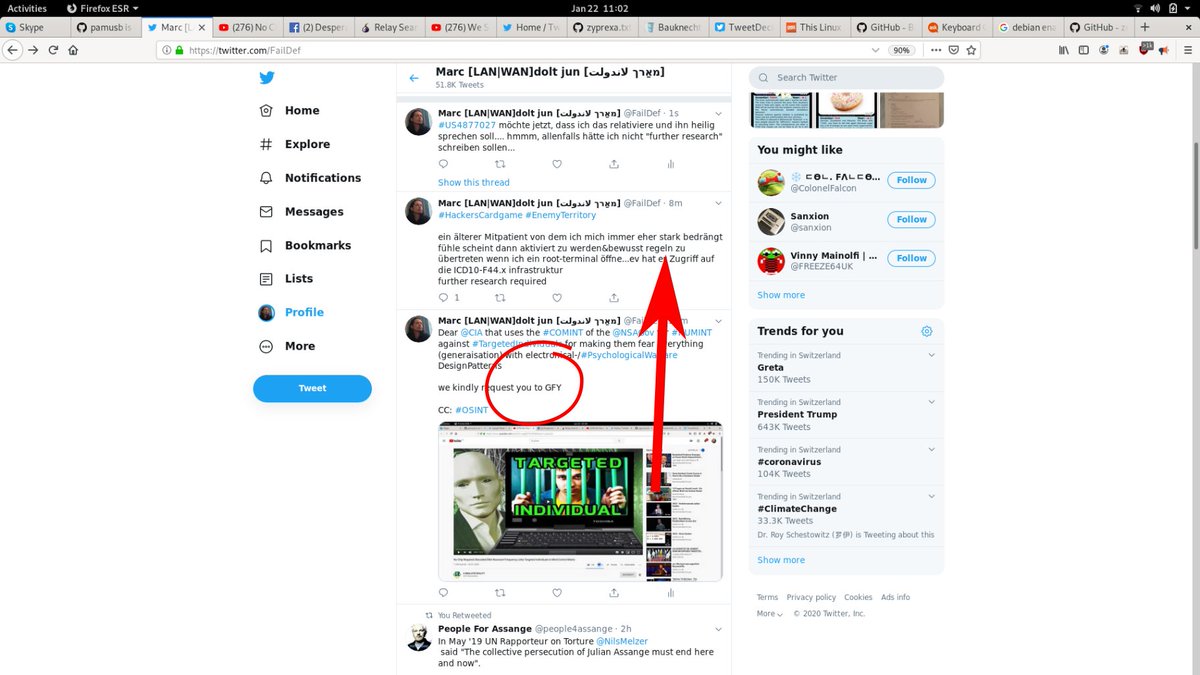 Activities
Firefox ESR
Jan 22 11:02
Skype
pamusb is
Marc [L
(276) No C
(2) Desper
Relay Sear
(276) We S
Home / Tw
zyprexa.tx
Bauknecht
TweetDec
This Linux
GitHub - B
Keyboard
debian ene
GitHub - z
https://twitter.com/FailDef
90%
Home
Explore
Notifications
Messages
Bookmarks
Lists
Profile
More
Tweet
Marc [LAN|WAN]dolt jun [מאַרך לאנדולט]
51.8K Tweets
Marc [LAN|WAN]dolt jun [מאַרך לאנדולט] @FailDef · 1s
#US4877027 möchte jetzt, dass ich das relativiere und ihn heilig
sprechen soll.... hmmm, allenfalls hätte ich nicht "further research"
schreiben sollen...
Show this thread
Marc [LAN|WAN]dolt jun [מאַרך לאנדולט] @FailDef · 8m
#HackersCardgame #EnemyTerritory
ein älterer Mitpatient von dem ich mich immer eher stark bedrängt
fühle scheint dann aktiviert zu werden&bewusst regeln zu
übertreten wenn ich ein root-terminal öffne...ev hat er Zugriff auf
die ICD10-F44.x infrastruktur
further research required
1
Marc [LAN|WAN]dolt jun [מאַרך לאנדולט]
Dear @CIA that uses the #COMINT of the
against for making them fear everything
(generaisation) with electronical-/#PsychologicalWarfare
DesignPatterns
we kindly request you to GFY
CC: #OSINT
TARGETED
INDIVIDUAL
You Retweeted
People For Assange @people4assange · 2h
In May '19 UN Rapporteur on Torture @NilsMelzer
said "The collective persecution of Julian Assange must end here
and now".
Search Twitter
You might like
@ColonelFalcon
Follow
Sanxion
@sanxion
Follow
Vinny Mainolfi | ...
@FREEZE64UK
Follow
Show more
Trends for you
Trending in Switzerland
Greta
150K Tweets
Trending in Switzerland
President Trump
643K Tweets
Trending in Switzerland
#coronavirus
104K Tweets
Trending in Switzerland
#ClimateChange
33.3K Tweets
Dr. Roy Schestowitz (罗伊) is Tweeting about this
Show more
Terms Privacy policy Cookies Ads info
More © 2020 Twitter, Inc.